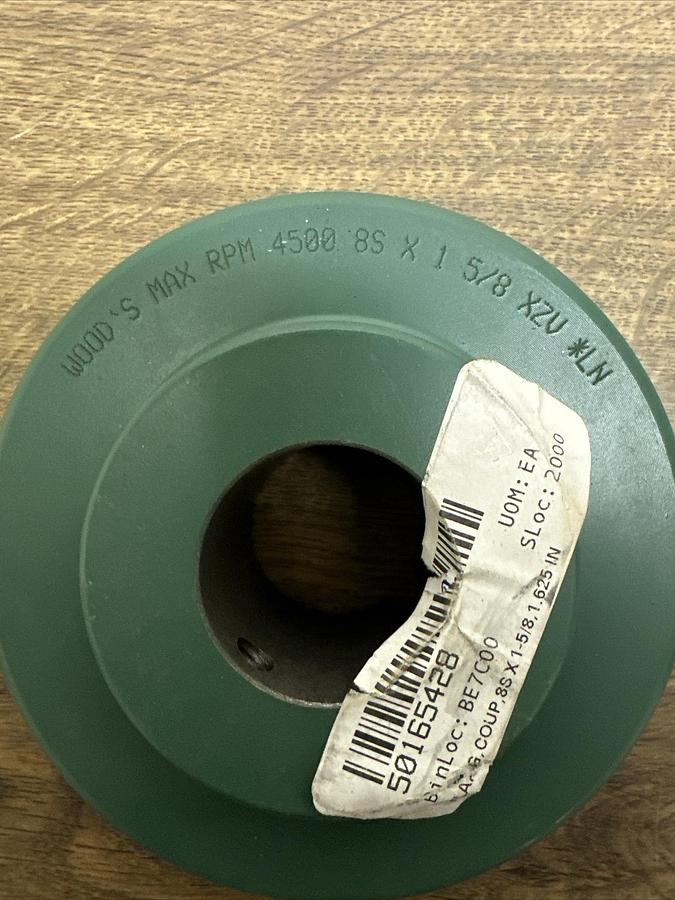 WOOD'S MAX RPM 4500 8S X 1 5/8 XZV *LN
UOM: EA
SLoc: 2000
50165428
BinLoc: BE7C00
G,COUP,8S X 1-5/8,1.625 IN